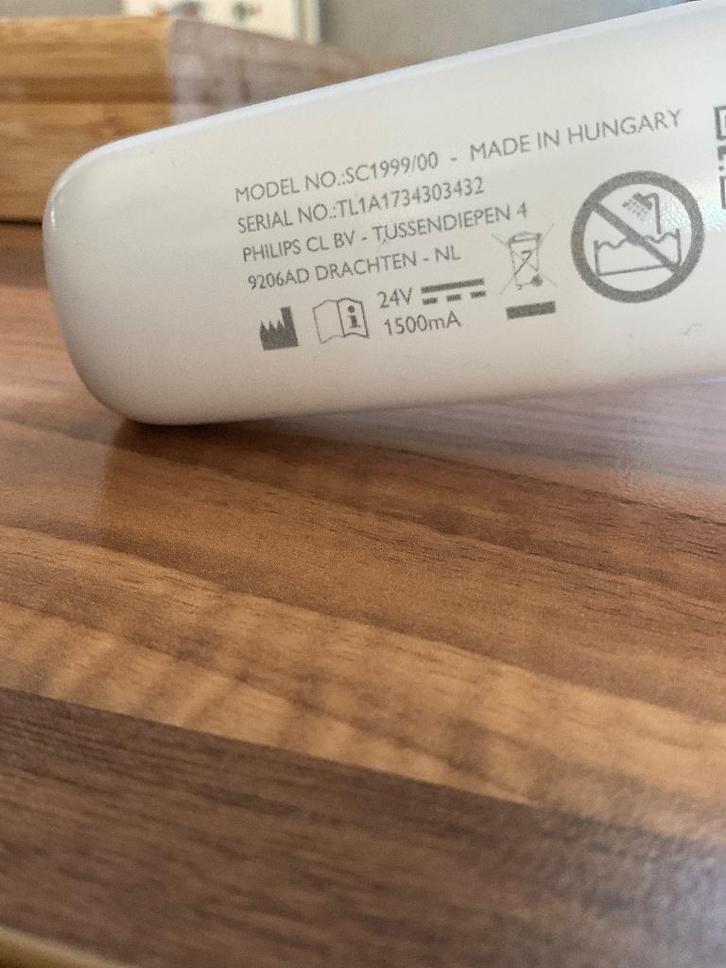 MODEL NO.:SC1999/00 - MADE IN HUNGARY
SERIAL NO.:TL1A1734303432
PHILIPS CL BV - TUSSENDIEPEN 4
9206AD DRACHTEN - NL
24V
1500mA